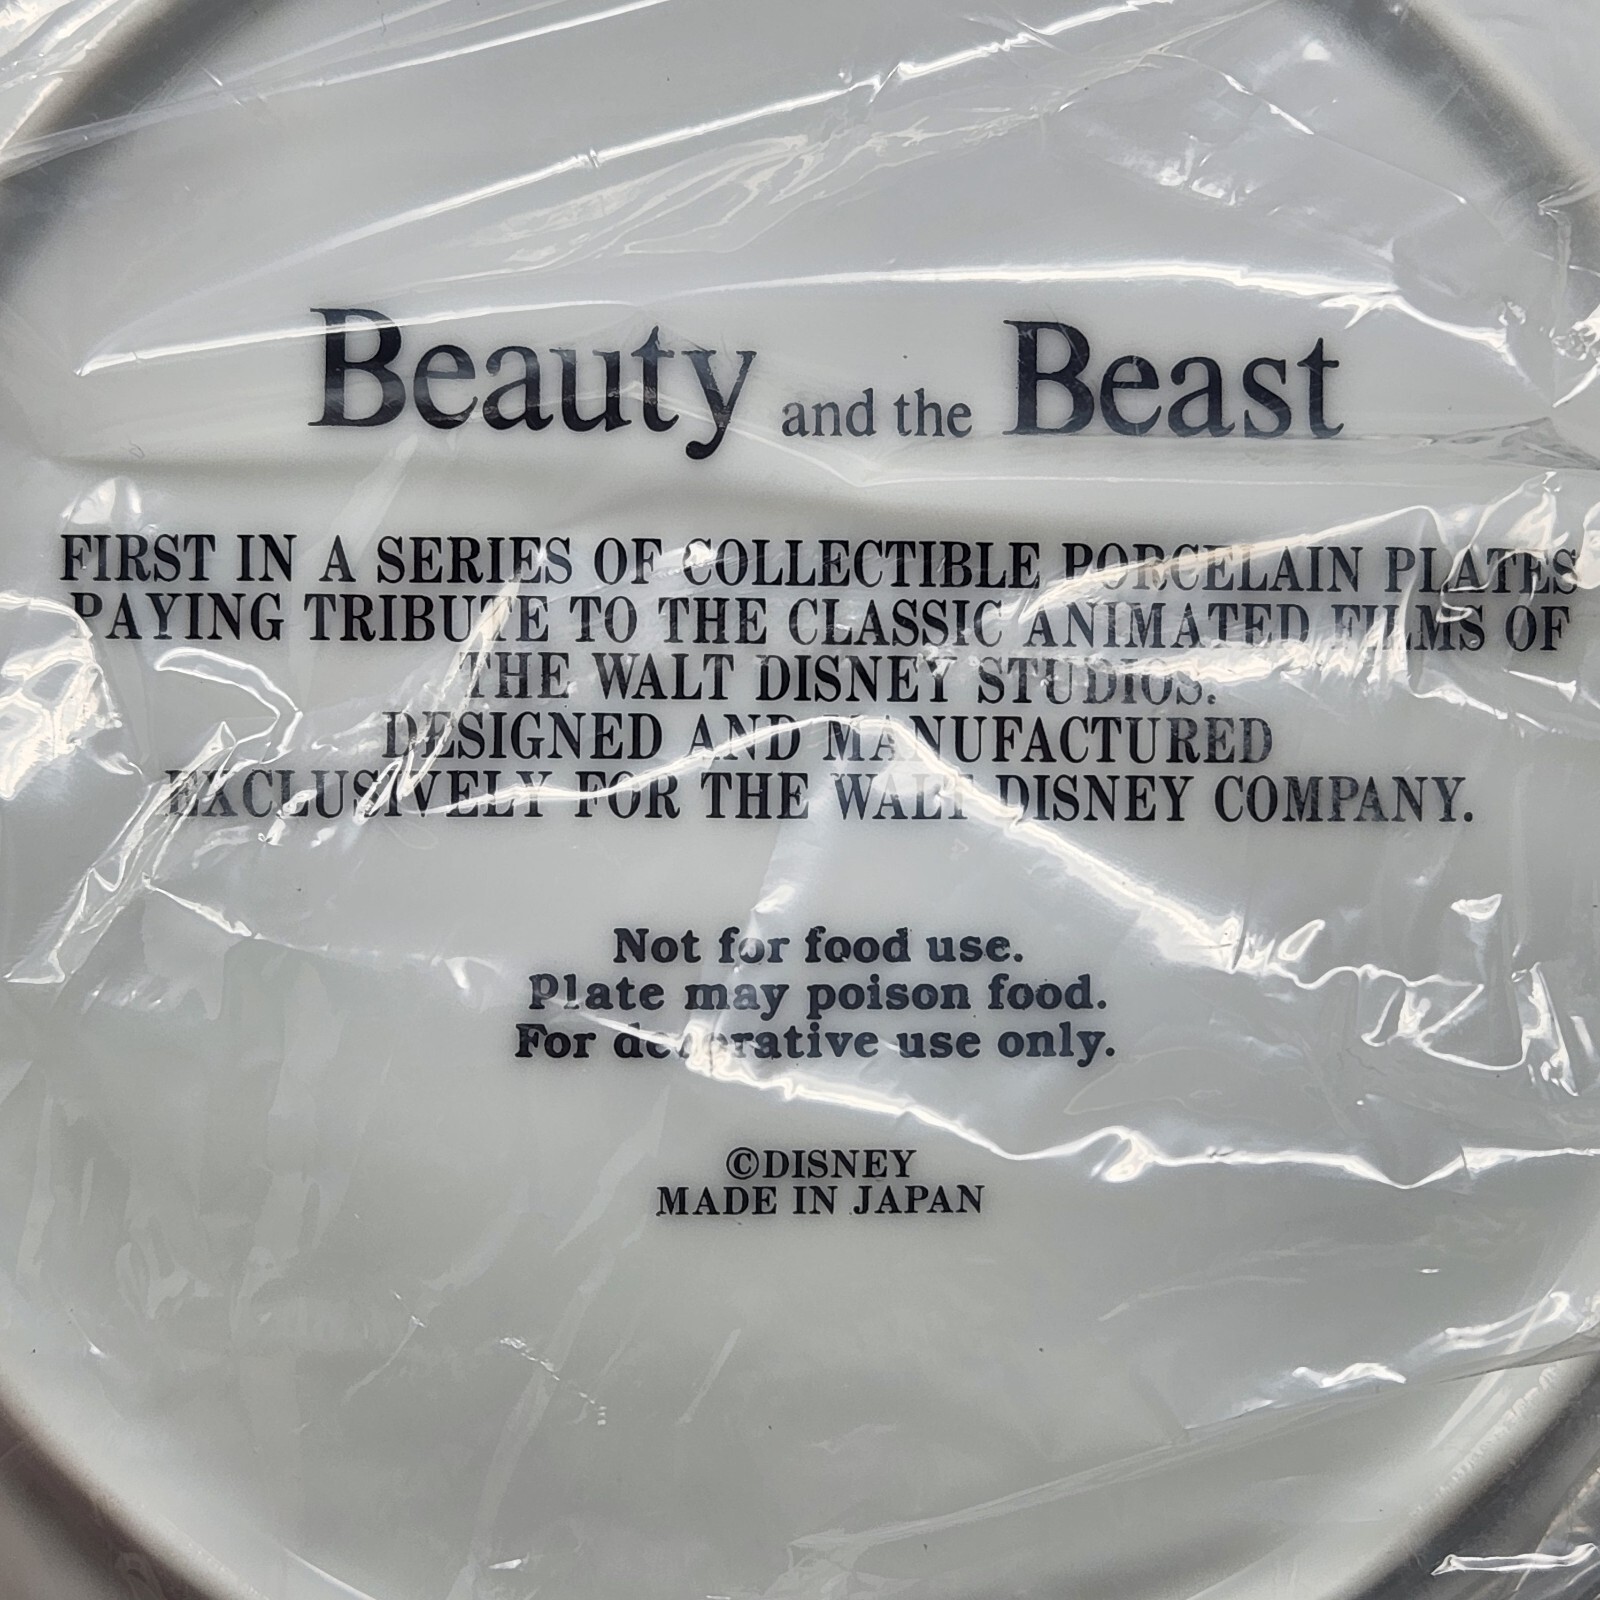 Beauty and the Beast
FIRST IN A SERIES OF COLLECTIBLE PORCELAIN PLATES
PAYING TRIBUTE TO THE CLASSIC ANIMATED FILMS OF
THE WALT DISNEY STUDIOS.
DESIGNED AND MANUFACTURED
EXCLUSIVELY FOR THE WALT DISNEY COMPANY.
Not for food use.
Plate may poison food.
For decorative use only.
©DISNEY
MADE IN JAPAN